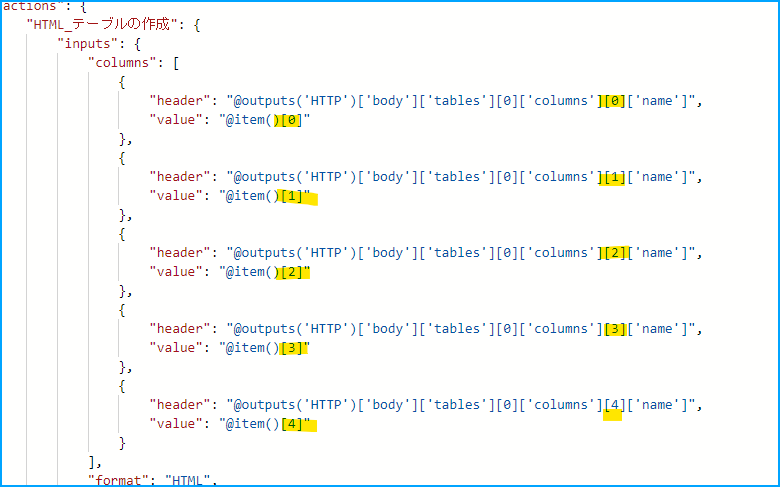 actions": {
"HTML_テーブルの作成": {
"inputs": {
"columns": [
{
"header": "@outputs('HTTP')['body']['tables'][0]['columns'][0]['name']",
"value": "@item()[0]"
},
{
"header": "@outputs('HTTP')['body']['tables'][0]['columns'][1]['name']",
"value": "@item()[1]"
},
{
"header": "@outputs('HTTP')['body']['tables'][0]['columns'][2]['name']",
"value": "@item()[2]"
},
{
"header": "@outputs('HTTP')['body']['tables'][0]['columns'][3]['name']",
"value": "@item()[3]"
},
{
"header": "@outputs('HTTP')['body']['tables'][0]['columns'][4]['name']",
"value": "@item()[4]"
}
],
"format": "HTML",